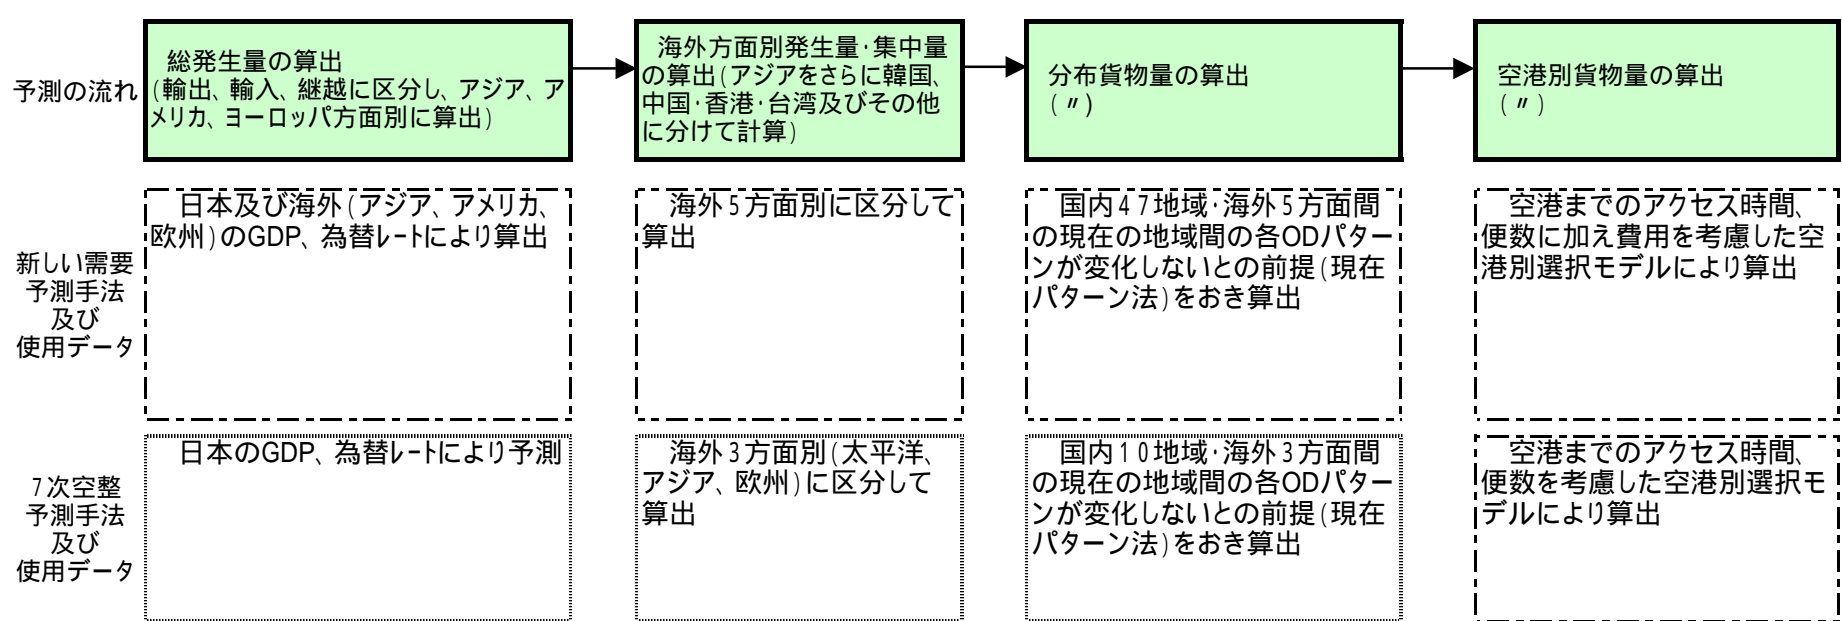 予測の流れ
総発生量の算出
(輸出、輸入、継越に区分し、アジア、ア
メリカ、ヨーロッパ方面別に算出)
海外方面別発生量・集中量
の算出(アジアをさらに韓国、
中国・香港・台湾及びその他
に分けて計算)
分布貨物量の算出
(〃)
空港別貨物量の算出
(〃)
新しい需要
予測手法
及び
使用データ
日本及び海外(アジア、アメリカ、
欧州)のGDP、為替レートにより算出
海外5方面別に区分して
算出
国内47地域・海外5方面間
の現在の地域間の各ODパター
ンが変化しないとの前提(現在
パターン法)をおき算出
空港までのアクセス時間、
便数に加え費用を考慮した空
港別選択モデルにより算出
7次空整
予測手法
及び
使用データ
日本のGDP、為替レートにより予測
海外3方面別(太平洋、
アジア、欧州)に区分して
算出
国内10地域・海外3方面間
の現在の地域間の各ODパター
ンが変化しないとの前提(現在
パターン法)をおき算出
空港までのアクセス時間、
便数を考慮した空港別選択モ
デルにより算出